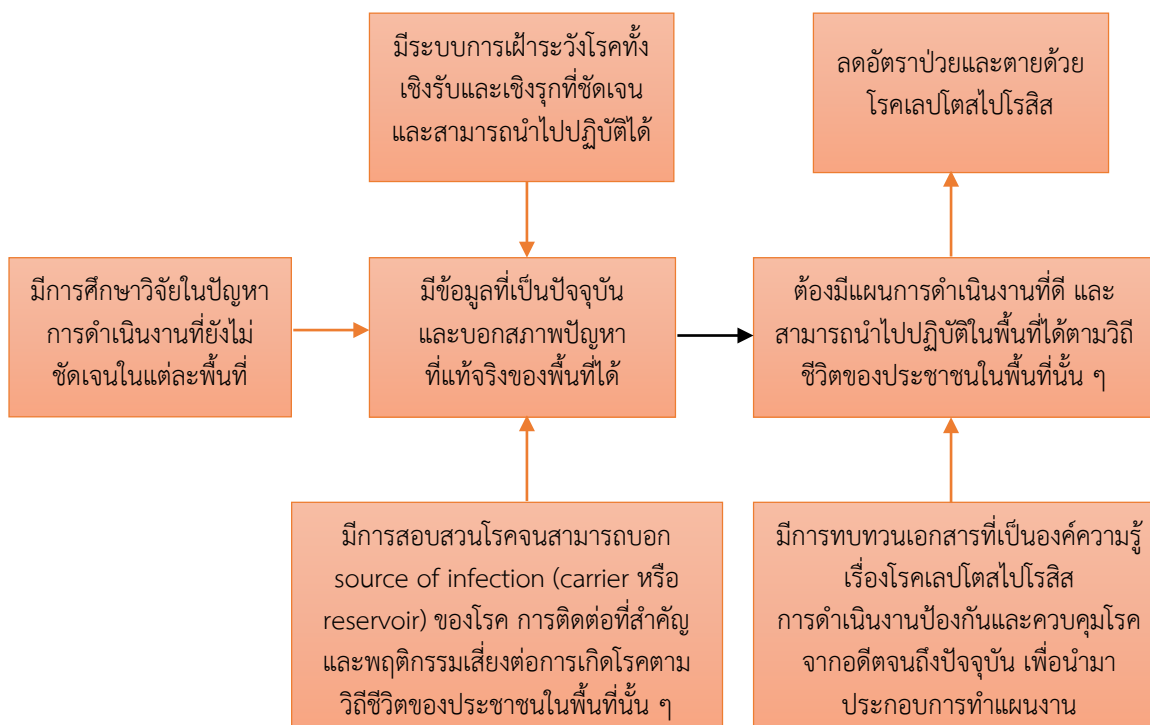 มีระบบการเฝ้าระวังโรคทั้ง
เชิงรับและเชิงรุกที่ชัดเจน
และสามารถนำไปปฏิบัติได้
ลดอัตราป่วยและตายด้วย
โรคเลปโตสไปโรสิส
มีการศึกษาวิจัยในปัญหา
การดำเนินงานที่ยังไม่
ชัดเจนในแต่ละพื้นที่
มีข้อมูลที่เป็นปัจจุบัน
และบอกสภาพปัญหา
ที่แท้จริงของพื้นที่ได้
ต้องมีแผนการดำเนินงานที่ดี และ
สามารถนำไปปฏิบัติในพื้นที่ได้ตามวิถี
ชีวิตของประชาชนในพื้นที่นั้น ๆ
มีการสอบสวนโรคจนสามารถบอก
source of infection (carrier หรือ
reservoir) ของโรค การติดต่อที่สำคัญ
และพฤติกรรมเสี่ยงต่อการเกิดโรคตาม
วิถีชีวิตของประชาชนในพื้นที่นั้น ๆ
มีการทบทวนเอกสารที่เป็นองค์ความรู้
เรื่องโรคเลปโตสไปโรสิส
การดำเนินงานป้องกันและควบคุมโรค
จากอดีตจนถึงปัจจุบัน เพื่อนำมา
ประกอบการทำแผนงาน